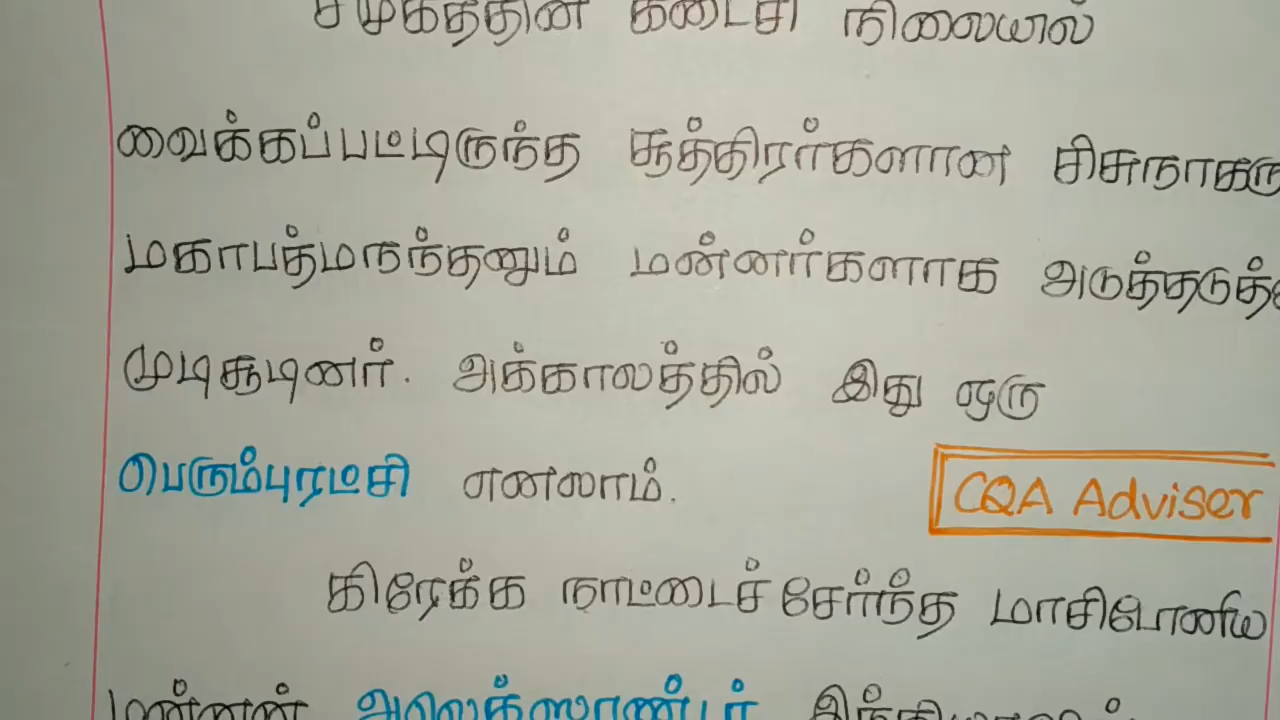 சமூகத்தின் கடைசி நிலையில்
வைக்கப்பட்டிருந்த சூத்திரர்களான சிசுநாகரு
மகாபத்மநந்தனும் மன்னர்களாக அடுத்தடுத்
முடிசூடினர். அக்காலத்தில் இது ஒரு
பெரும்புரட்சி எனலாம்.
CQA Adviser
கிரேக்க நாட்டைச் சேர்ந்த மாசிடோனிய
மன்னன் அலெக்ஸாண்டர்